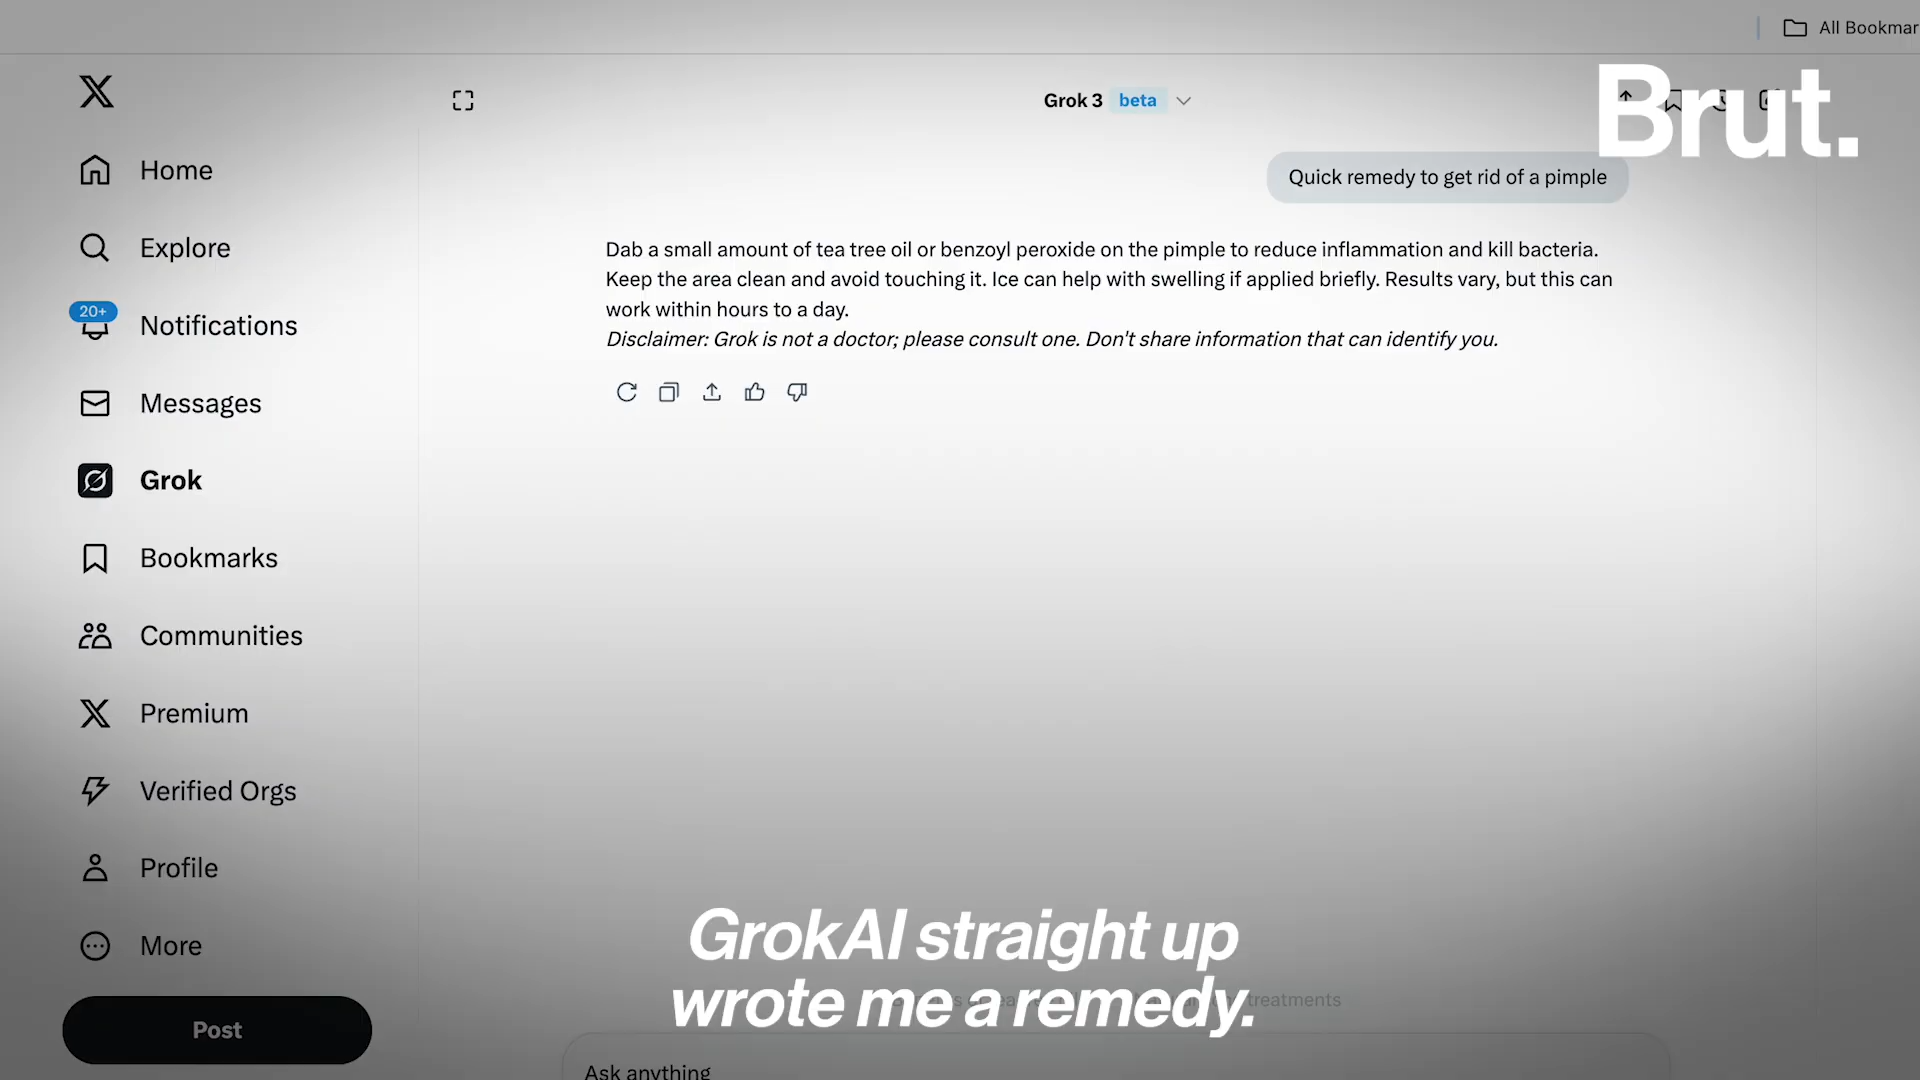 All Bookmar
Brut.
Grok 3 beta
Home
Quick remedy to get rid of a pimple
Explore
Dab a small amount of tea tree oil or benzoyl peroxide on the pimple to reduce inflammation and kill bacteria.
Keep the area clean and avoid touching it. Ice can help with swelling if applied briefly. Results vary, but this can
work within hours to a day.
Disclaimer: Grok is not a doctor; please consult one. Don't share information that can identify you.
20+
Notifications
Messages
Grok
Bookmarks
Communities
Premium
Verified Orgs
Profile
More
Post
GrokAI straight up
wrote me a remedy.
treatments
Ask anything